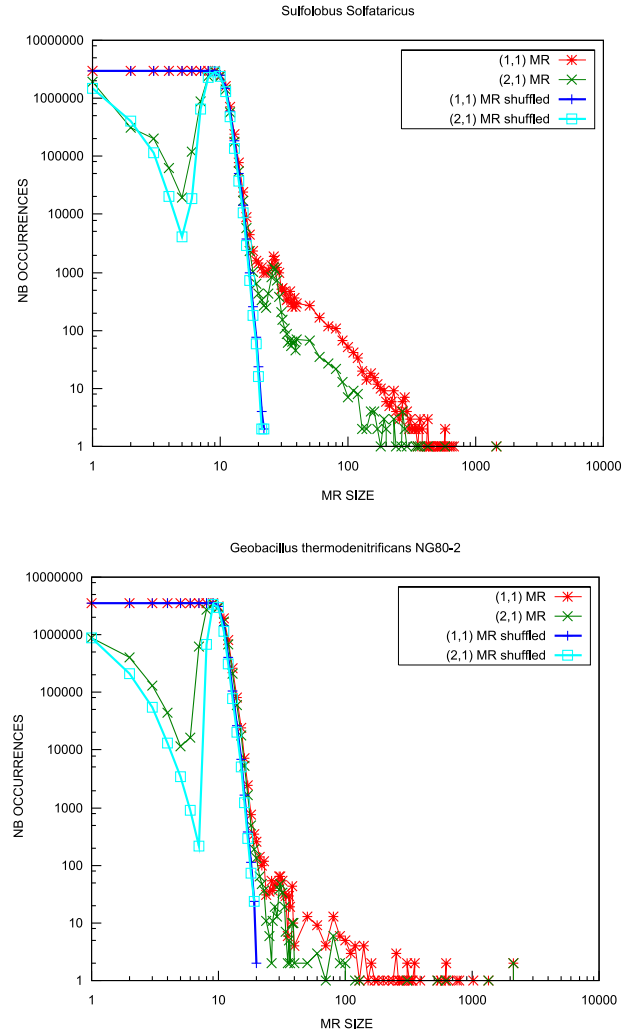 Sulfolobus Solfataricus
10000000
1000000
100000
10000
1000
100
10
1
NB OCCURRENCES
(1,1) MR
(2,1) MR
(1,1) MR shuffled
(2,1) MR shuffled
1 10 100 1000 10000
MR SIZE
Geobacillus thermodenitrificans NG80-2
10000000
1000000
100000
10000
1000
100
10
1
NB OCCURRENCES
(1,1) MR
(2,1) MR
(1,1) MR shuffled
(2,1) MR shuffled
1 10 100 1000 10000
MR SIZE